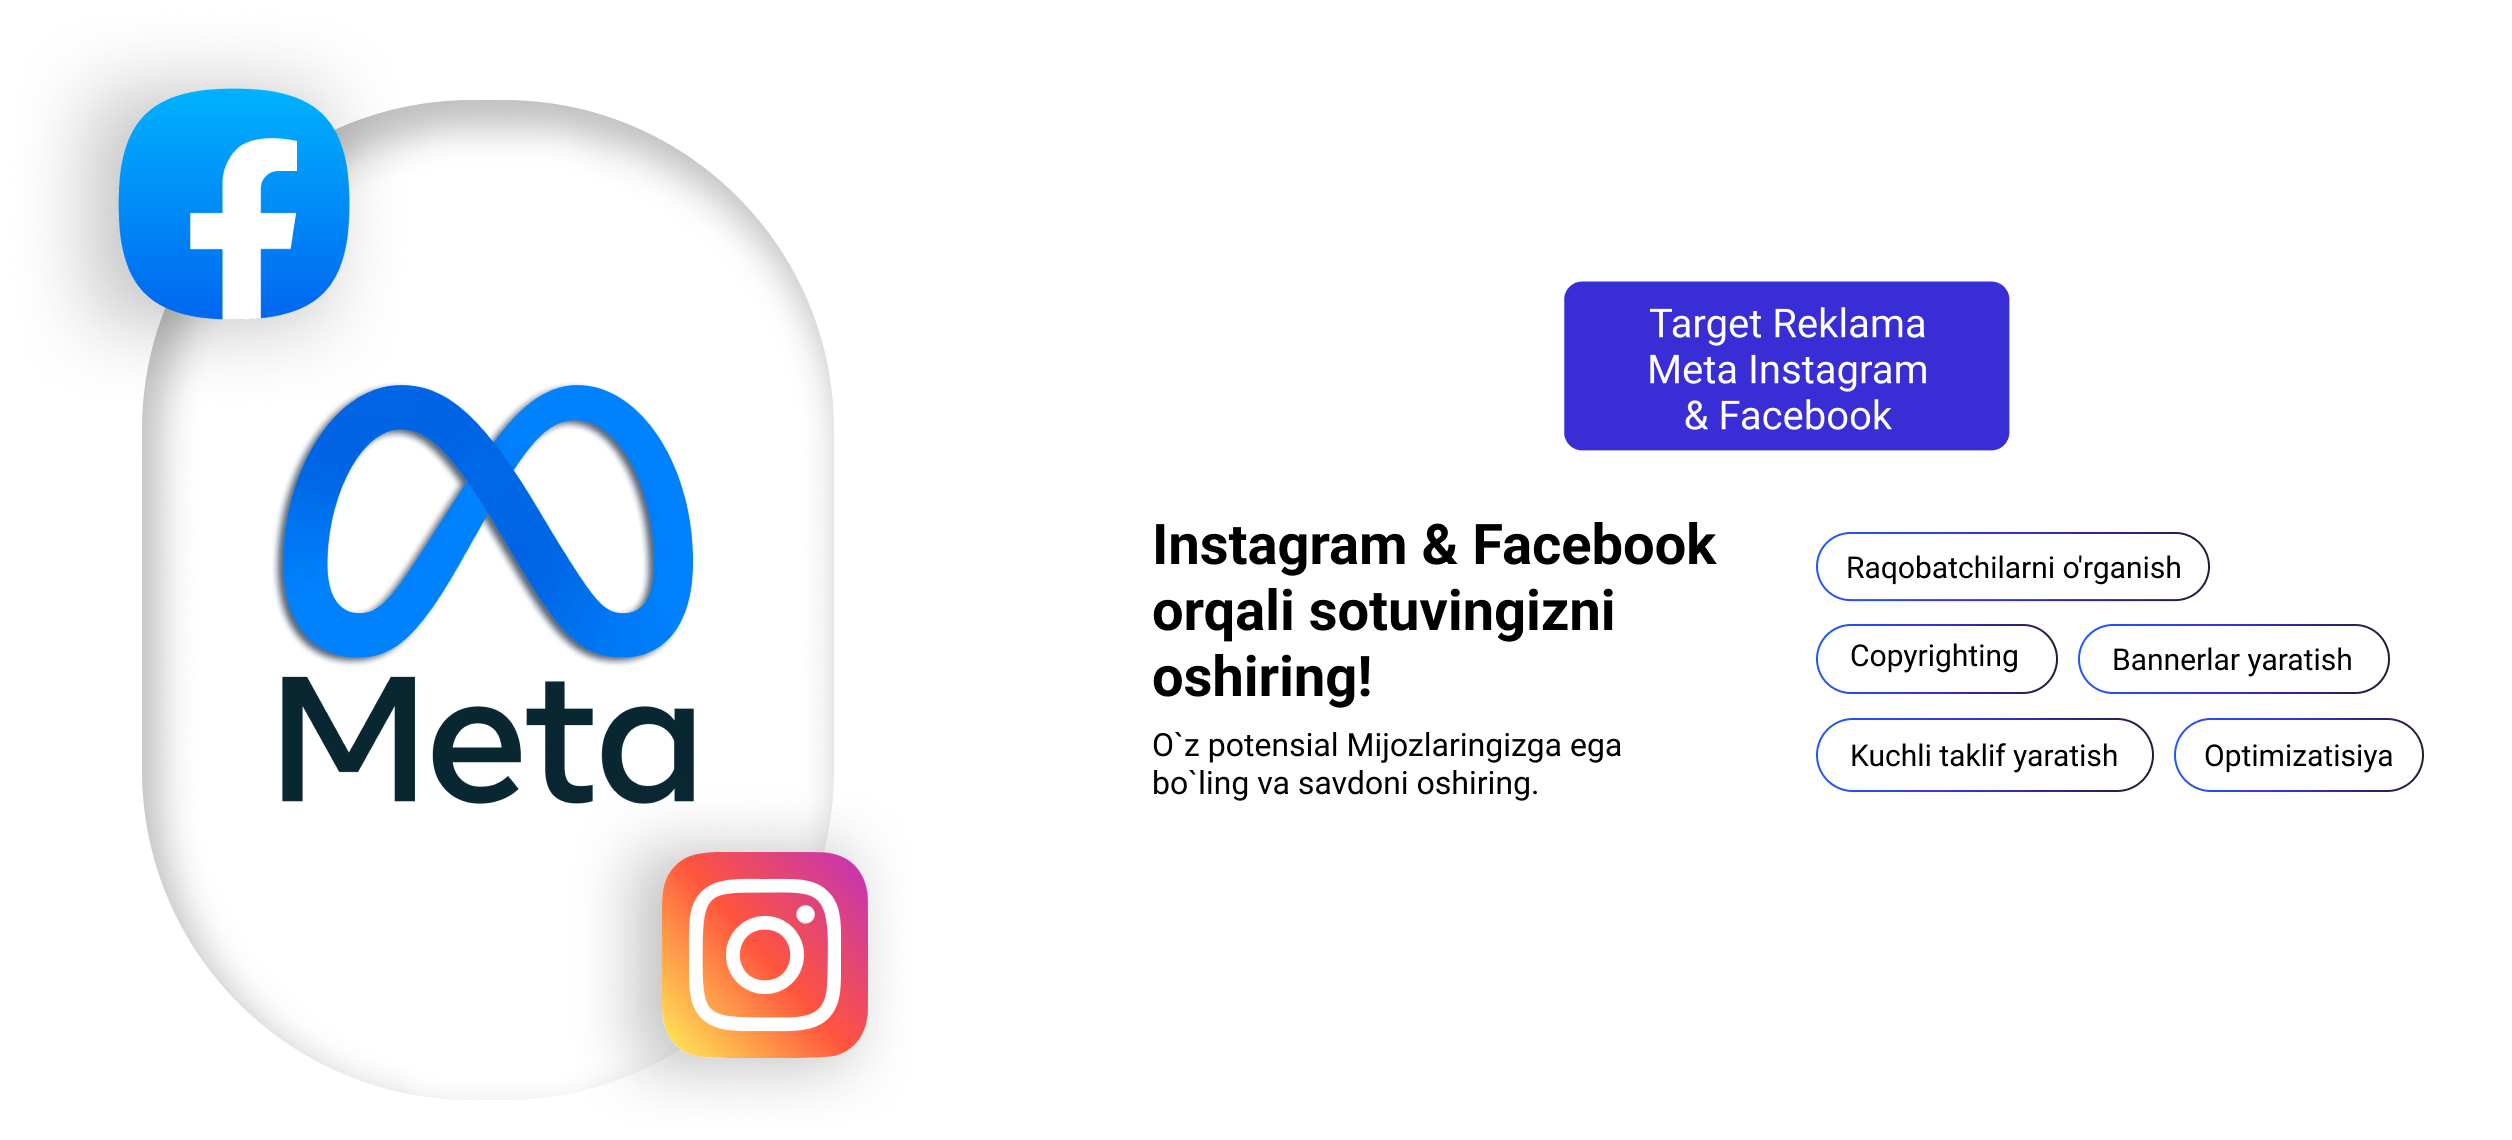 Meta
Target Reklama
Meta Instagram
& Facebook
Instagram & Facebook
orqali sotuvingizni
oshiring!
O`z potensial Mijozlaringizga ega
bo`ling va savdoni oshiring.
Raqobatchilarni o'rganish
Copyrighting
Bannerlar yaratish
Kuchli taklif yaratish
Optimizatisiya